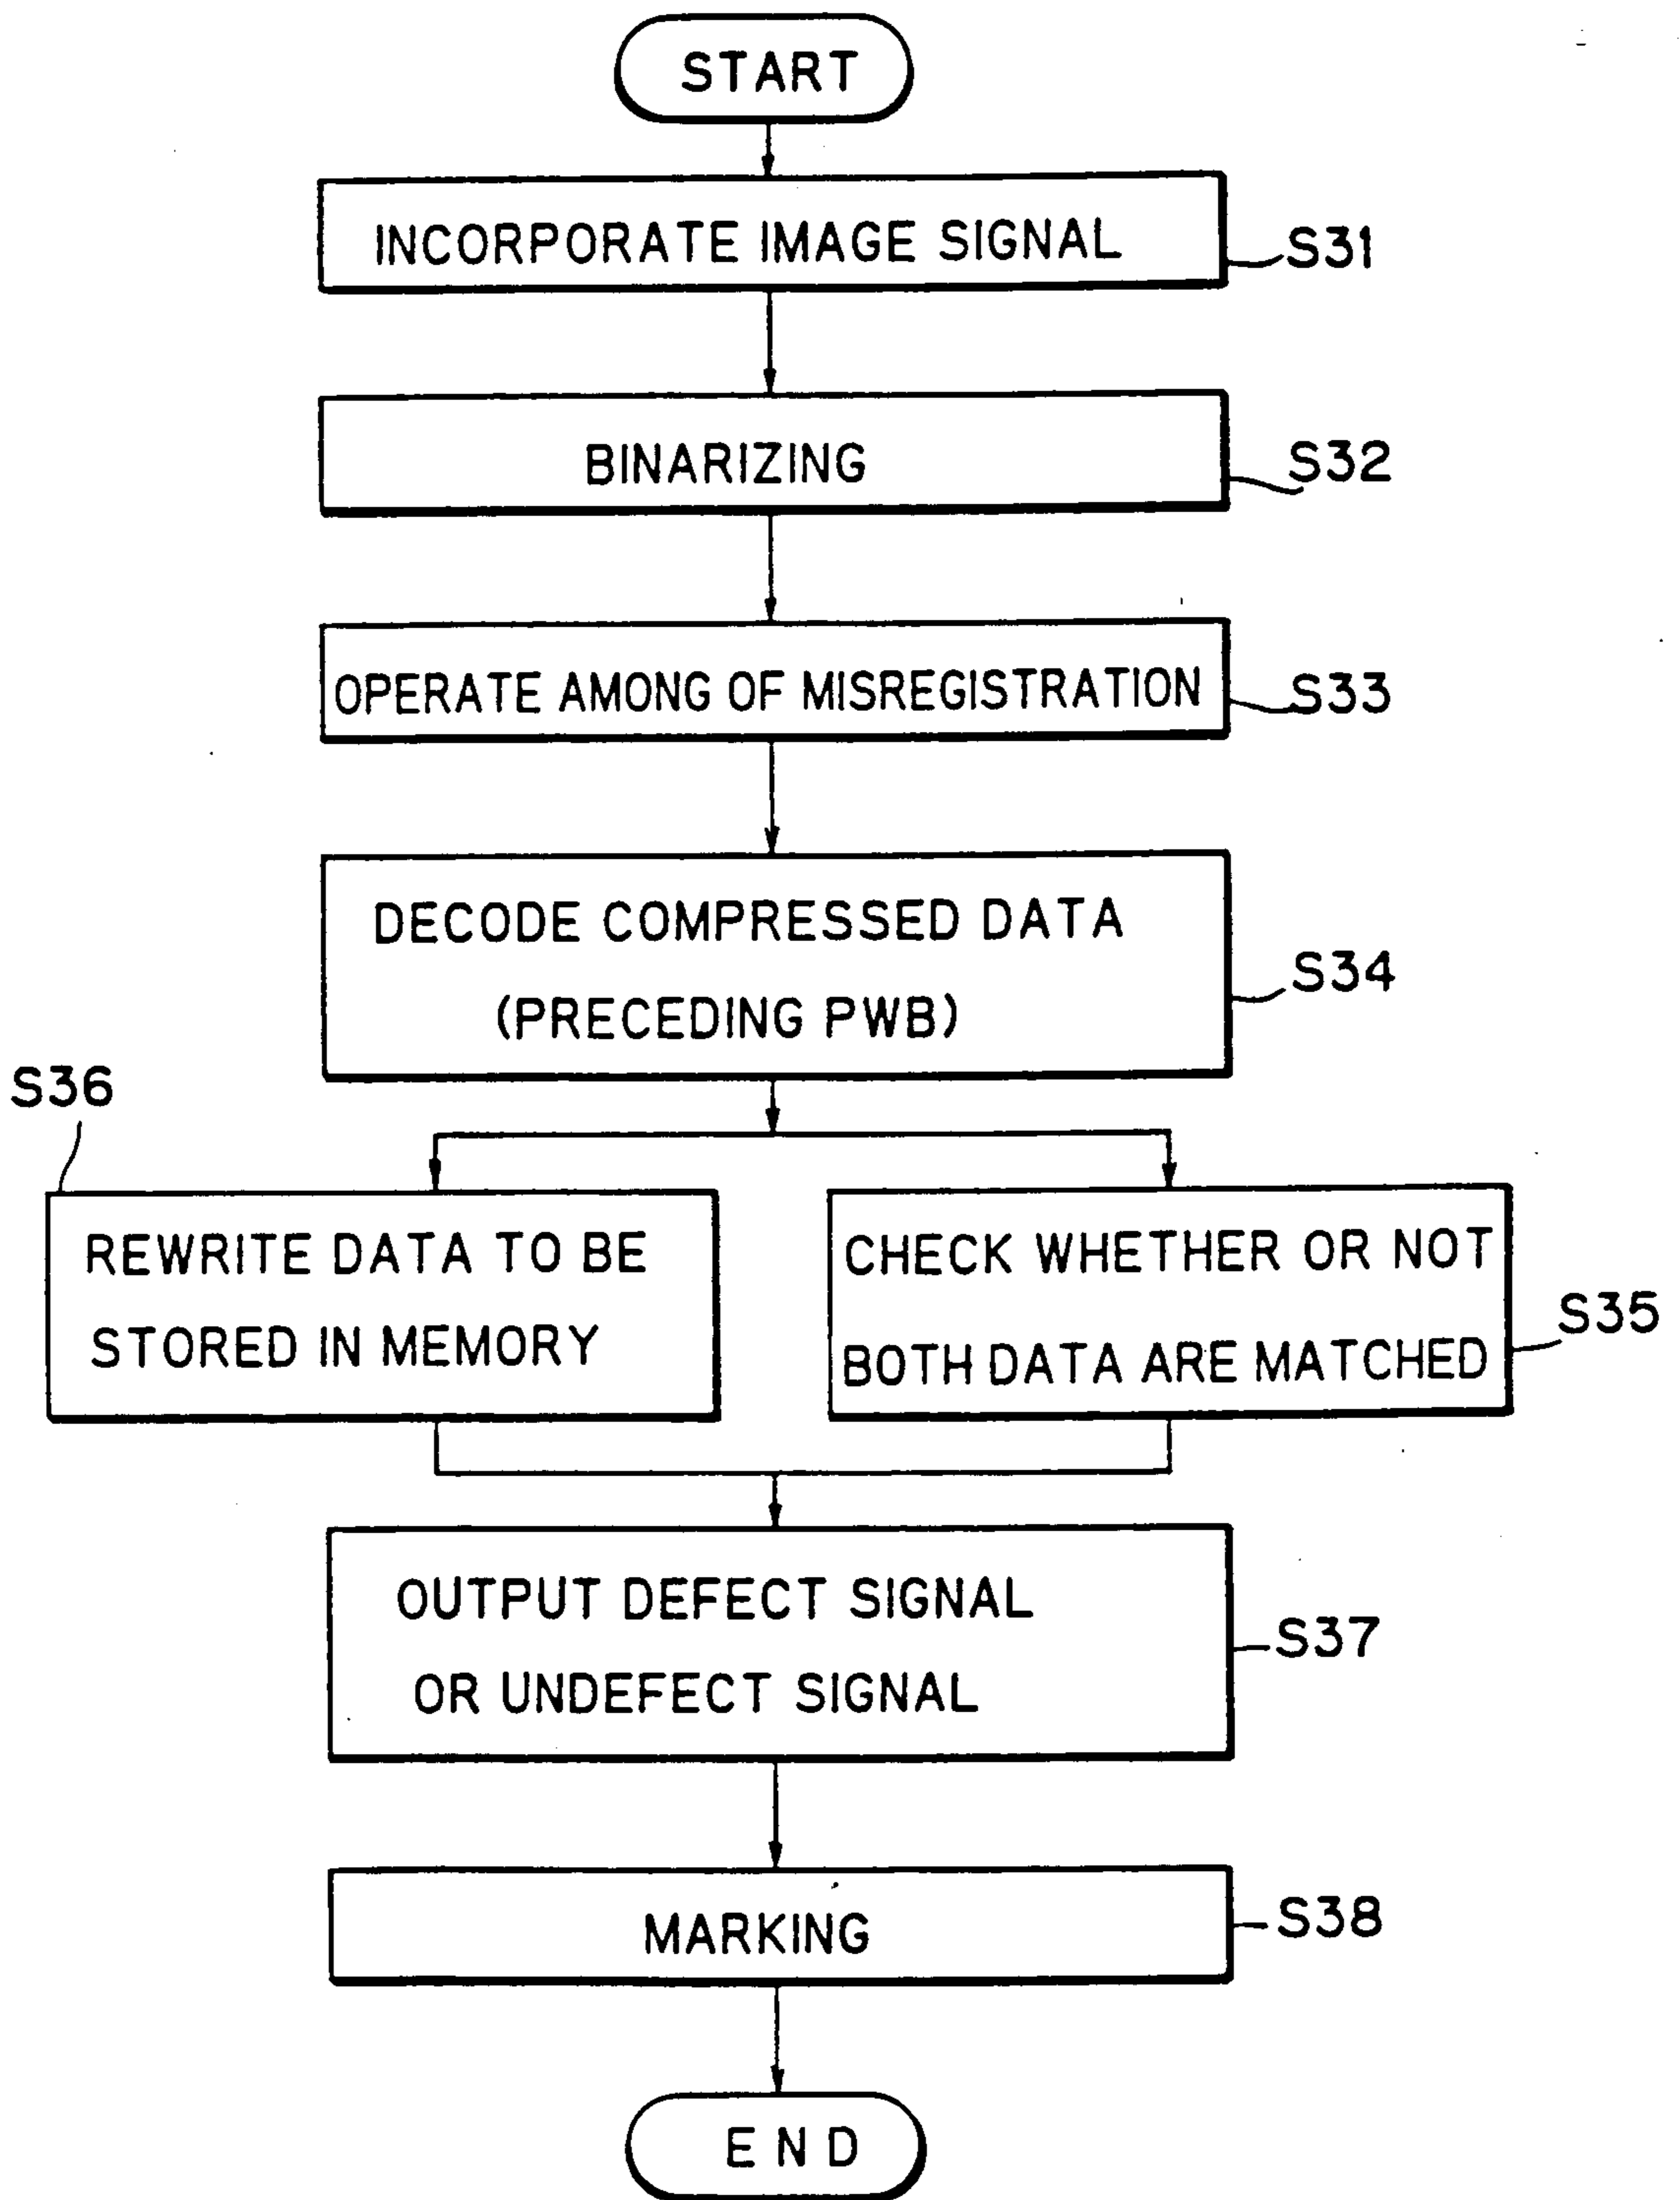 START
INCORPORATE IMAGE SIGNAL
S31
BINARIZING
S32
OPERATE AMONG OF MISREGISTRATION
S33
DECODE COMPRESSED DATA
(PRECEDING PWB)
S34
S36
REWRITE DATA TO BE
STORED IN MEMORY
CHECK WHETHER OR NOT
BOTH DATA ARE MATCHED
S35
OUTPUT DEFECT SIGNAL
OR UNDEFECT SIGNAL
S37
MARKING
S38
END